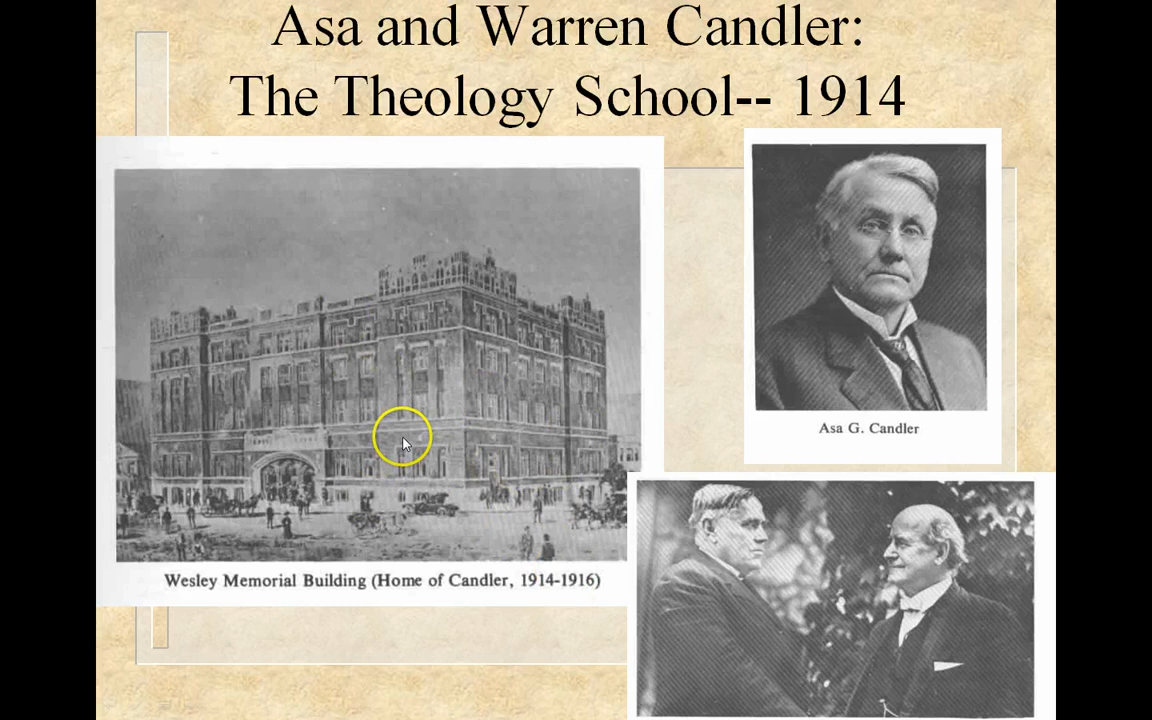 Asa and Warren Candler:
The Theology School-- 1914
Asa G. Candler
Wesley Memorial Building (Home of Candler, 1914-1916)